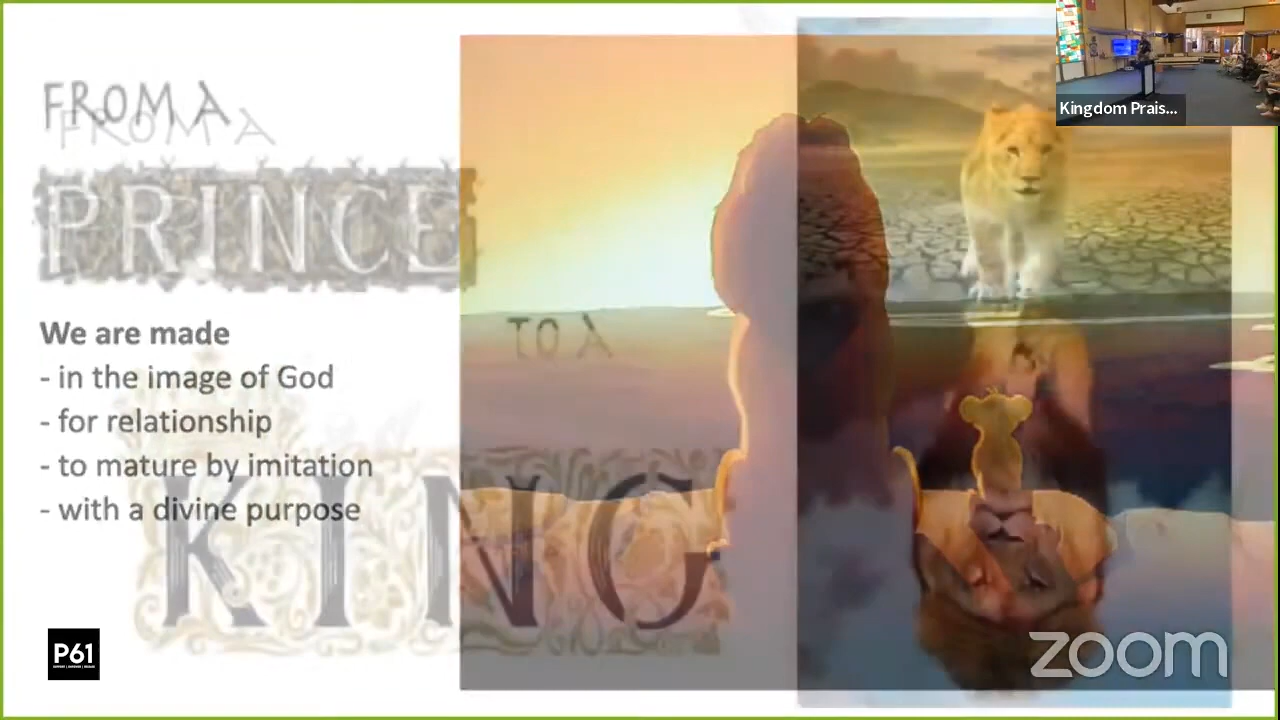 FROM A
FROM A
PRINCE
We are made
- in the image of God
- for relationship
- to mature by imitation
- with a divine purpose
TO A
KING
P61
Kingdom Prais...
zoom